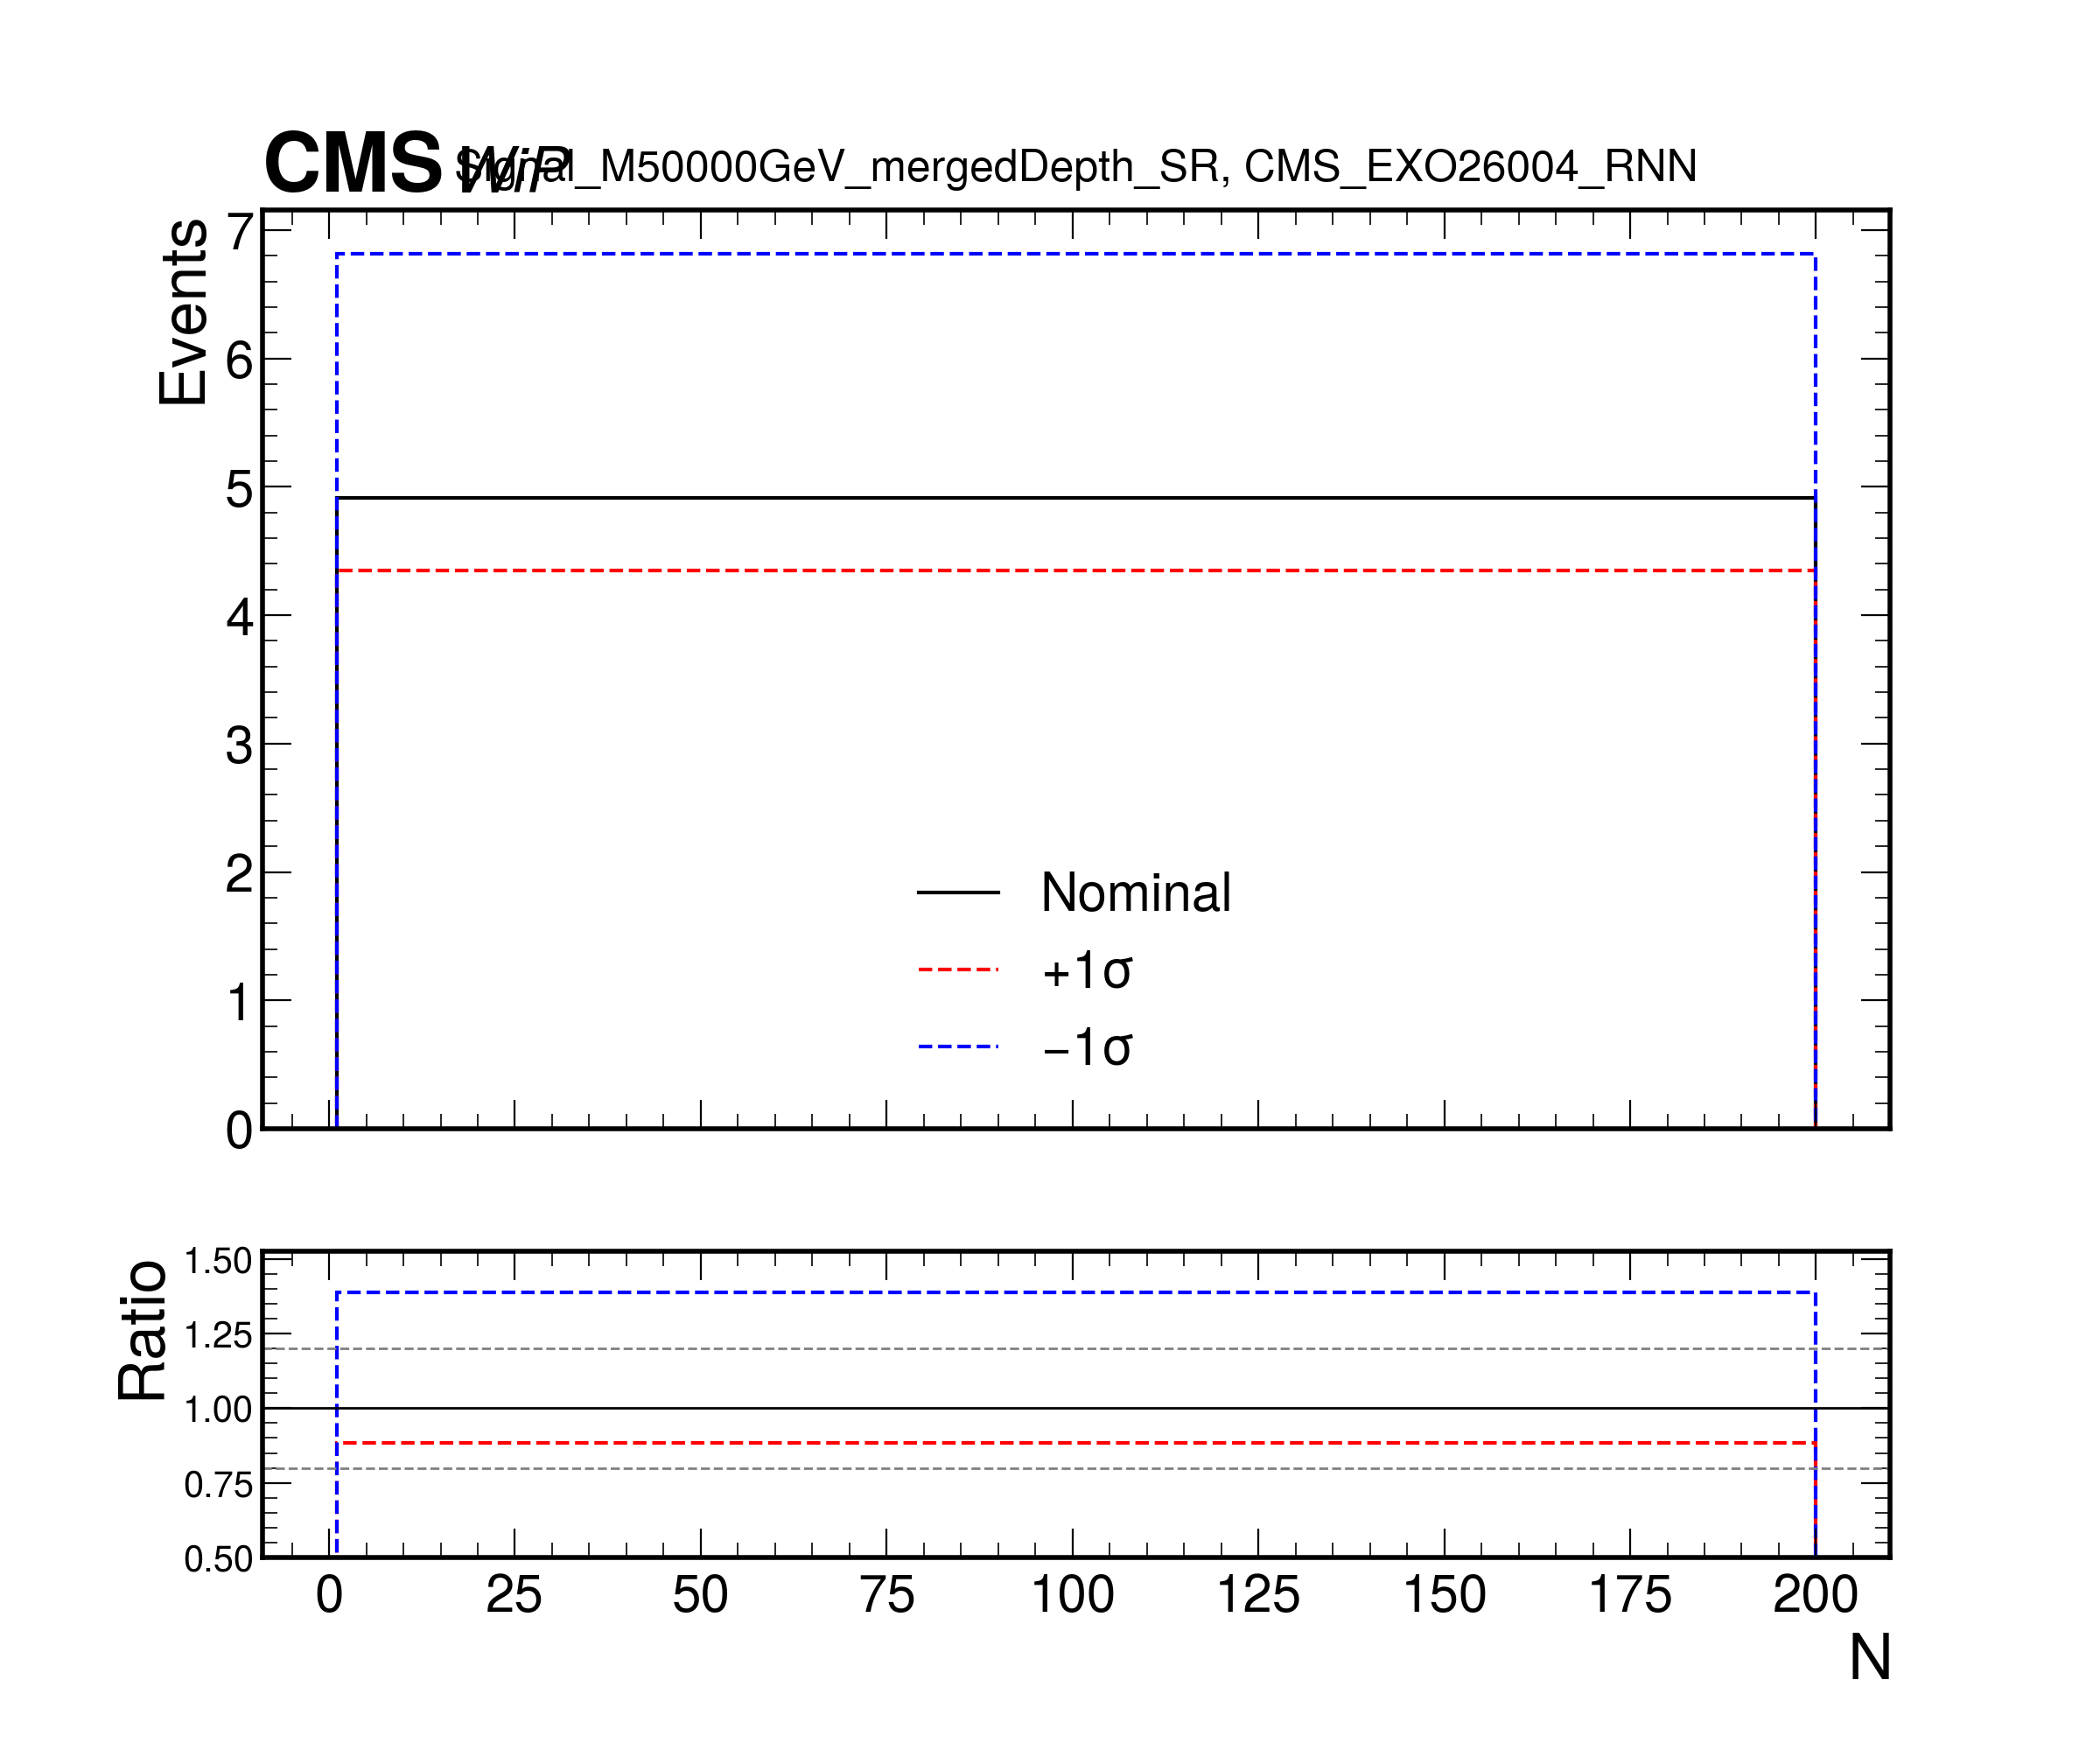 CMS WiP Signal_M50000GeV_mergedDepth_SR, CMS_EXO26004_RNN
Events
7
6
5
4
3
2
1
0
Nominal
+1σ
−1σ
Ratio
1.50
1.25
1.00
0.75
0.50
0 25 50 75 100 125 150 175 200
N